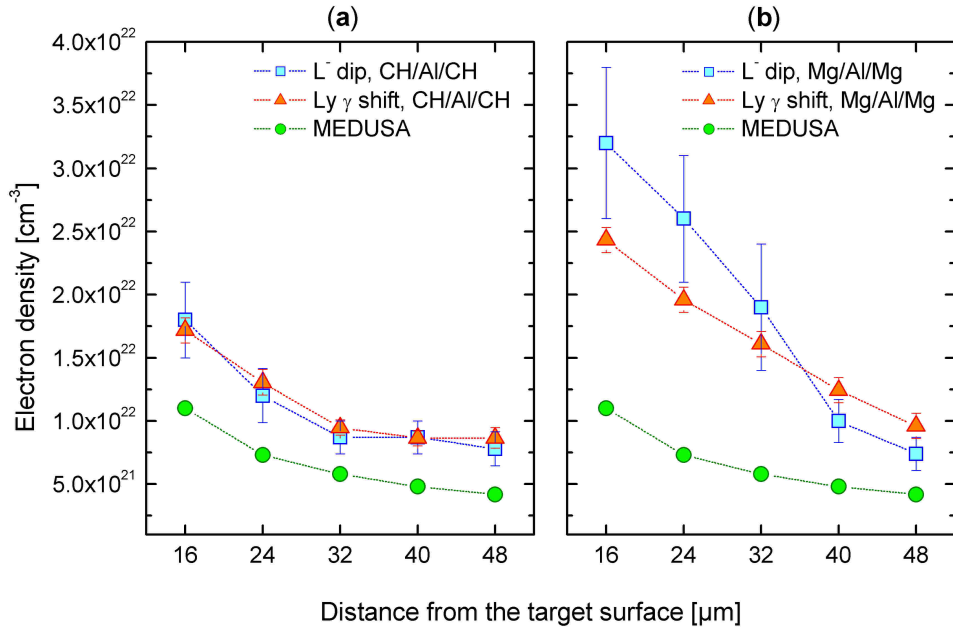 (a)
(b)
4.0x10²²
3.5x10²²
3.0x10²²
2.5x10²²
2.0x10²²
1.5x10²²
1.0x10²²
5.0x10²¹
Electron density [cm⁻³]
L⁻ dip, CH/Al/CH
Ly γ shift, CH/Al/CH
MEDUSA
L⁻ dip, Mg/Al/Mg
Ly γ shift, Mg/Al/Mg
MEDUSA
16 24 32 40 48
16 24 32 40 48
Distance from the target surface [µm]